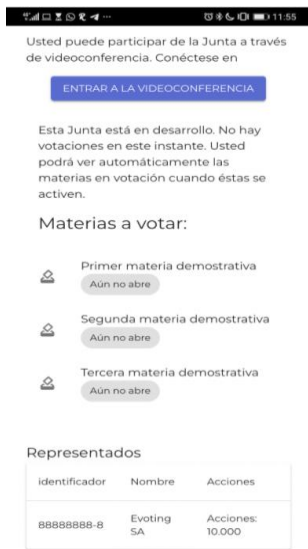 11:55
Usted puede participar de la Junta a través
de videoconferencia. Conéctese en
ENTRAR A LA VIDEOCONFERENCIA
Esta Junta está en desarrollo. No hay
votaciones en este instante. Usted
podrá ver automáticamente las
materias en votación cuando éstas se
activen.
Materias a votar:
Primer materia demostrativa
Aún no abre
Segunda materia demostrativa
Aún no abre
Tercera materia demostrativa
Aún no abre
Representados
identificador Nombre Acciones
88888888-8 Evoting SA Acciones: 10.000